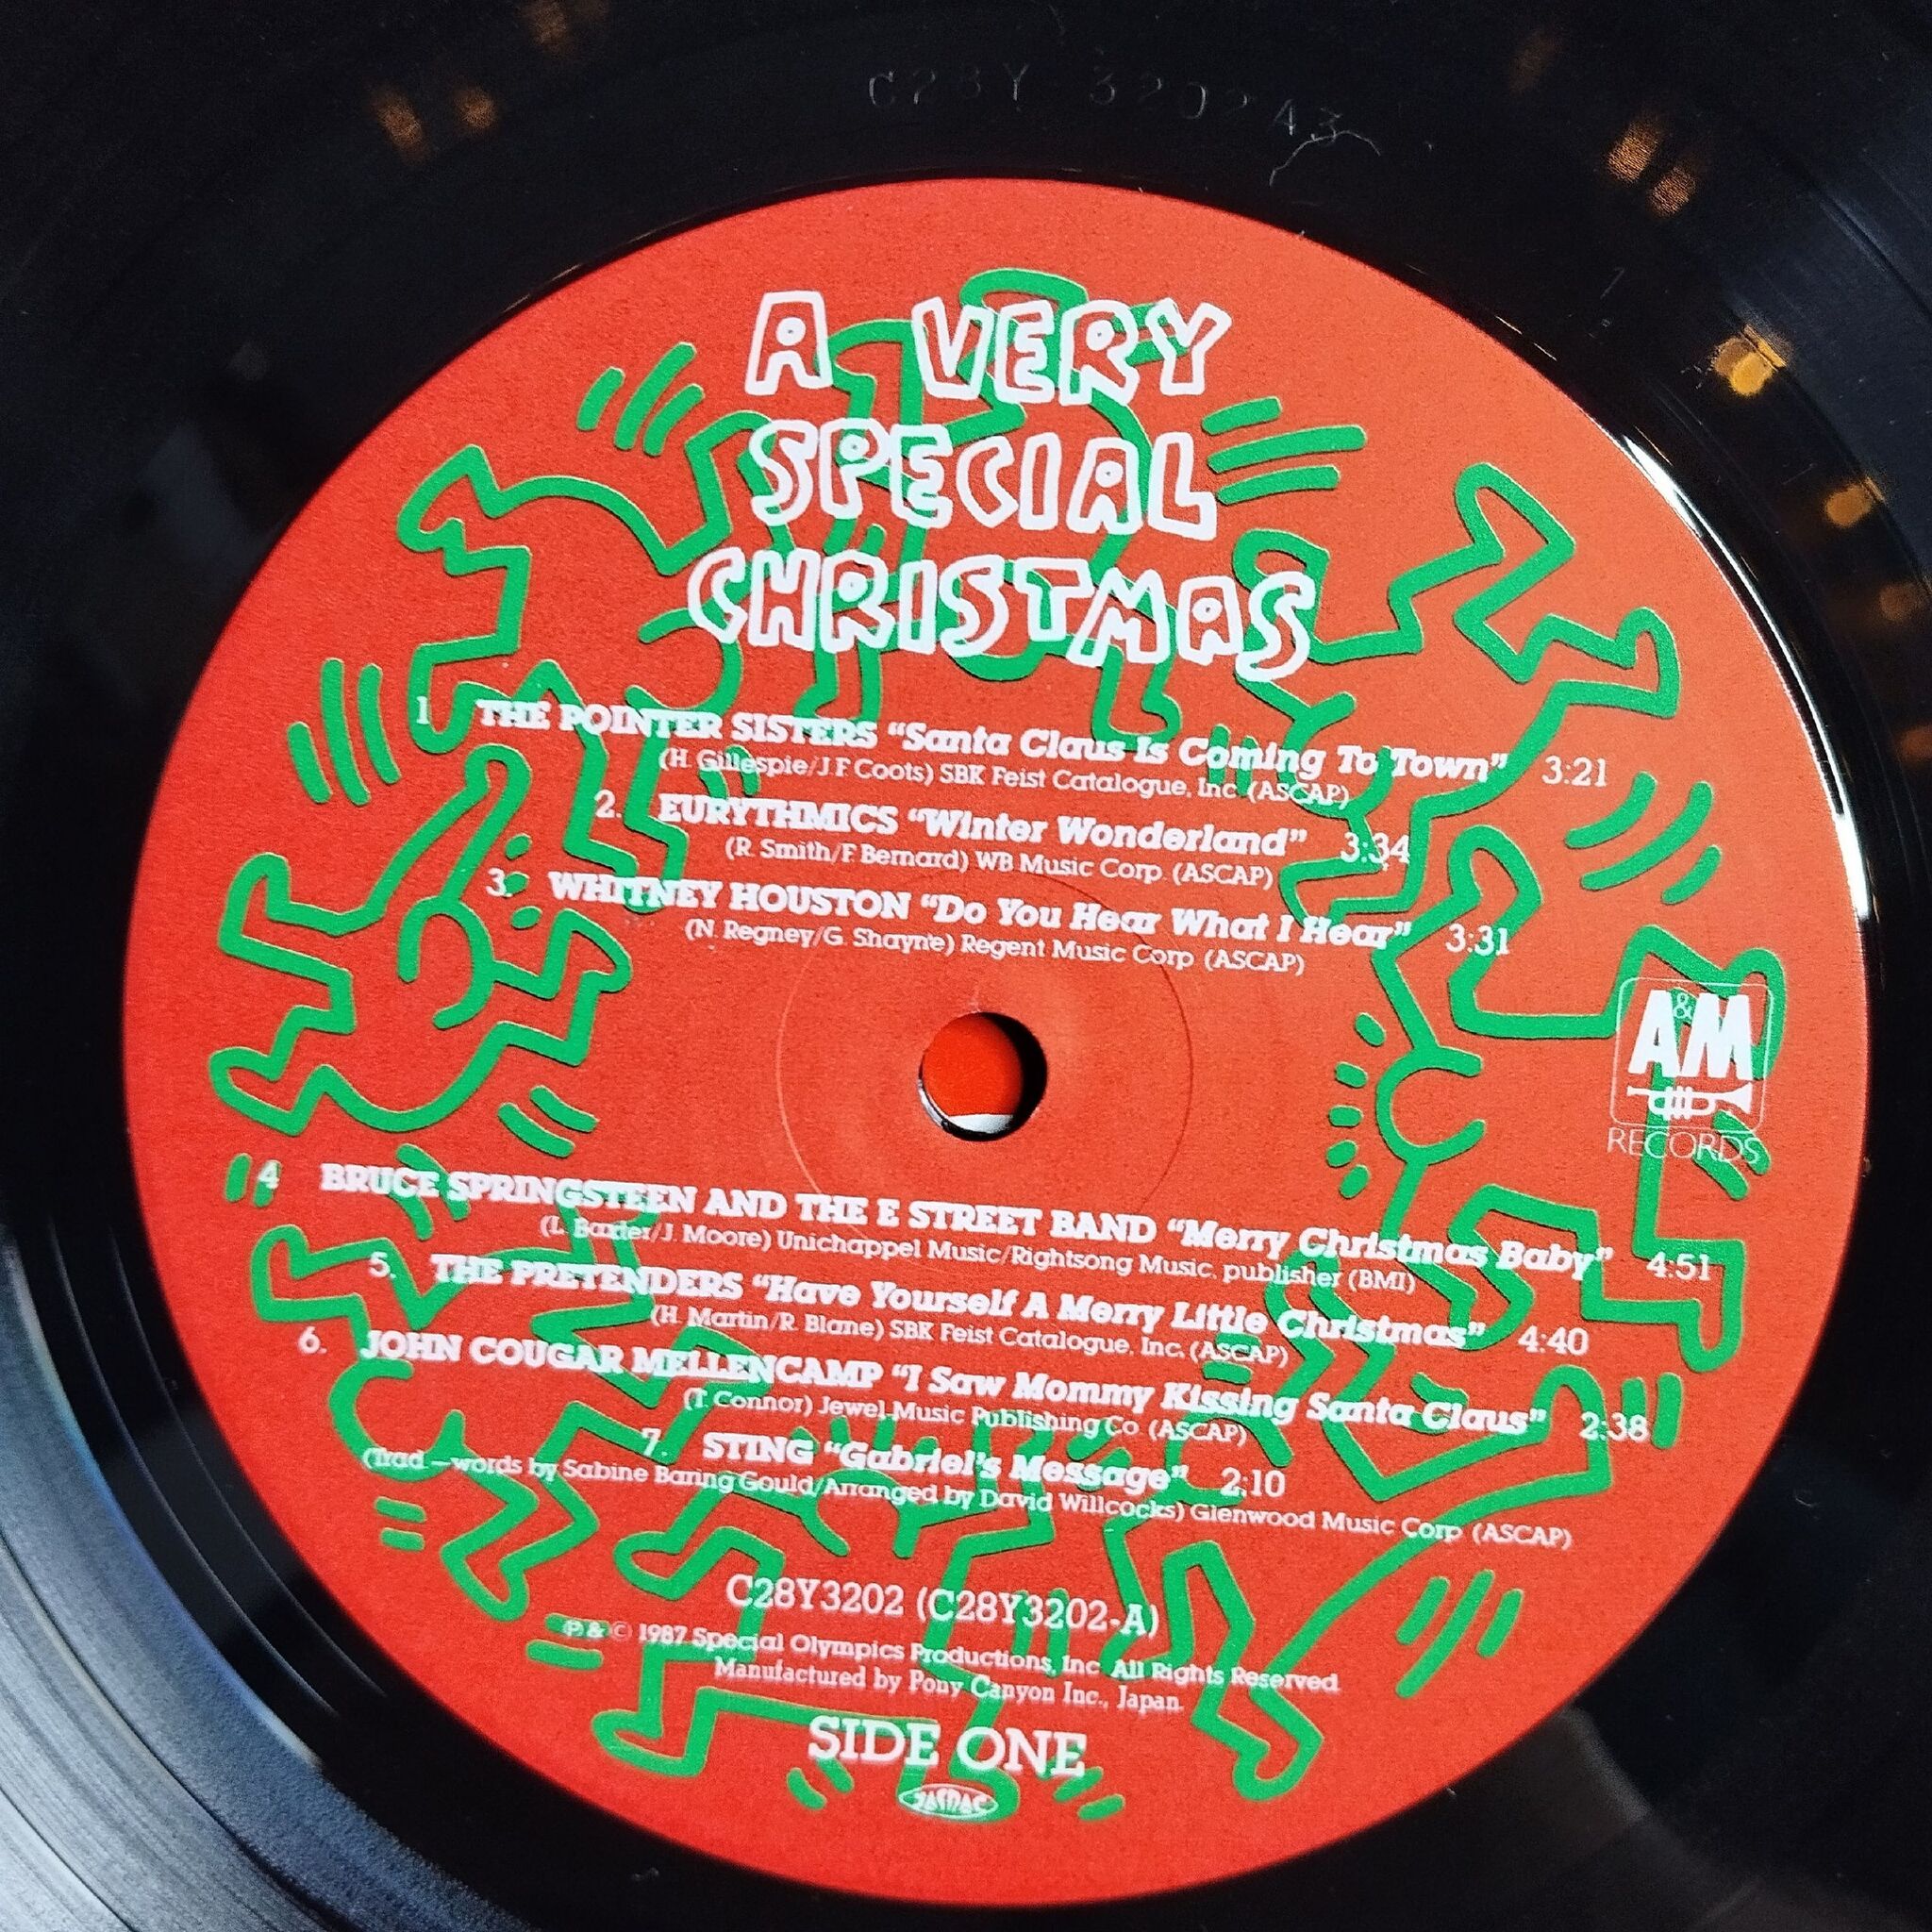 C28Y 3202 A3
A VERY
SPECIAL
CHRISTMAS
1 THE POINTER SISTERS “Santa Claus Is Coming To Town” 3:21
(H. Gillespie/J.F. Coots) SBK Feist Catalogue, Inc. (ASCAP)
2. EURYTHMICS “Winter Wonderland” 3:34
(R. Smith/F. Bernard) WB Music Corp. (ASCAP)
3. WHITNEY HOUSTON “Do You Hear What I Hear” 3:31
(N. Regney/G. Shayne) Regent Music Corp (ASCAP)
A&M
RECORDS
4 BRUCE SPRINGSTEEN AND THE E STREET BAND “Merry Christmas Baby” 4:51
(L. Baxter/J. Moore) Unichappel Music/Rightsong Music, publisher (BMI)
5. THE PRETENDERS “Have Yourself A Merry Little Christmas” 4:40
(H. Martin/R. Blane) SBK Feist Catalogue, Inc. (ASCAP)
6. JOHN COUGAR MELLENCAMP “I Saw Mommy Kissing Santa Claus” 2:38
(T. Connor) Jewel Music Publishing Co (ASCAP)
7. STING “Gabriel's Message” 2:10
(Trad.—words by Sabine Baring Gould/Arranged by David Willcocks) Glenwood Music Corp (ASCAP)
C28Y3202 (C28Y3202-A)
℗ & © 1987 Special Olympics Productions, Inc. All Rights Reserved.
Manufactured by Pony Canyon Inc., Japan.
SIDE ONE
JASRAC